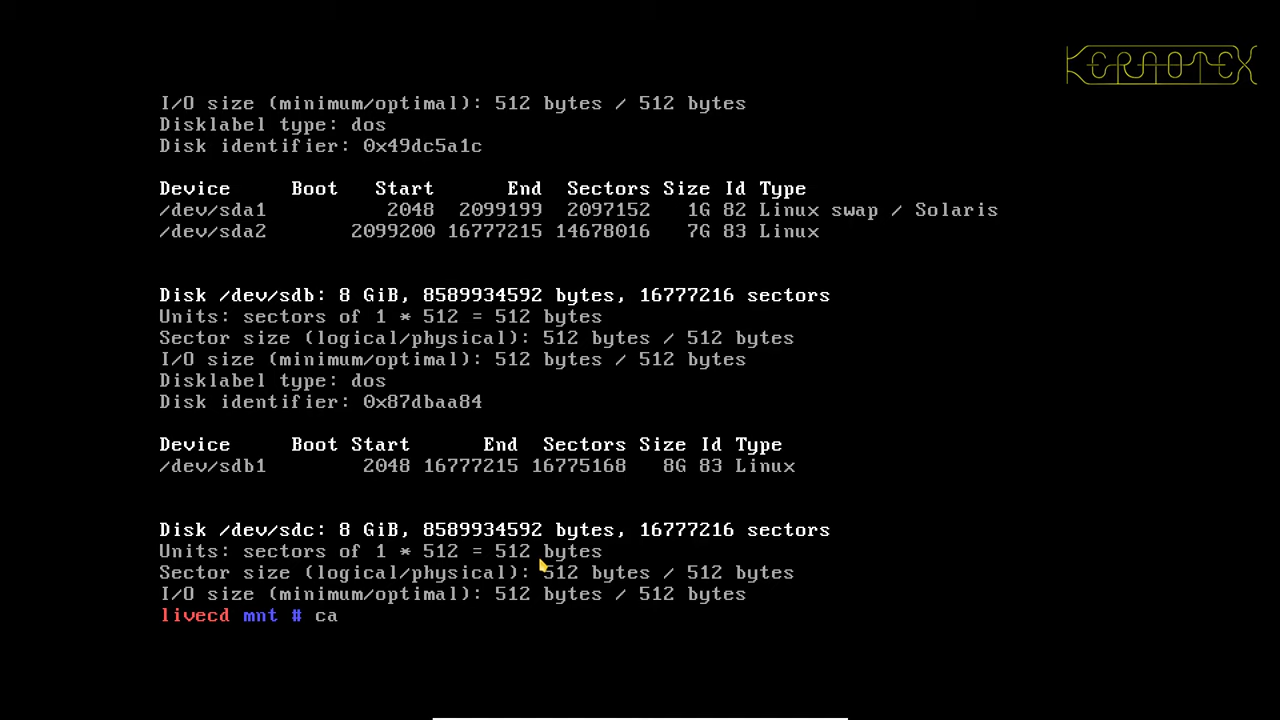 KERNOTEX
I/O size (minimum/optimal): 512 bytes / 512 bytes
Disklabel type: dos
Disk identifier: 0x49dc5a1c
Device Boot Start End Sectors Size Id Type
/dev/sda1 2048 2099199 2097152 1G 82 Linux swap / Solaris
/dev/sda2 2099200 16777215 14678016 7G 83 Linux
Disk /dev/sdb: 8 GiB, 8589934592 bytes, 16777216 sectors
Units: sectors of 1 * 512 = 512 bytes
Sector size (logical/physical): 512 bytes / 512 bytes
I/O size (minimum/optimal): 512 bytes / 512 bytes
Disklabel type: dos
Disk identifier: 0x87dbaa84
Device Boot Start End Sectors Size Id Type
/dev/sdb1 2048 16777215 16775168 8G 83 Linux
Disk /dev/sdc: 8 GiB, 8589934592 bytes, 16777216 sectors
Units: sectors of 1 * 512 = 512 bytes
Sector size (logical/physical): 512 bytes / 512 bytes
I/O size (minimum/optimal): 512 bytes / 512 bytes
livecd mnt # ca